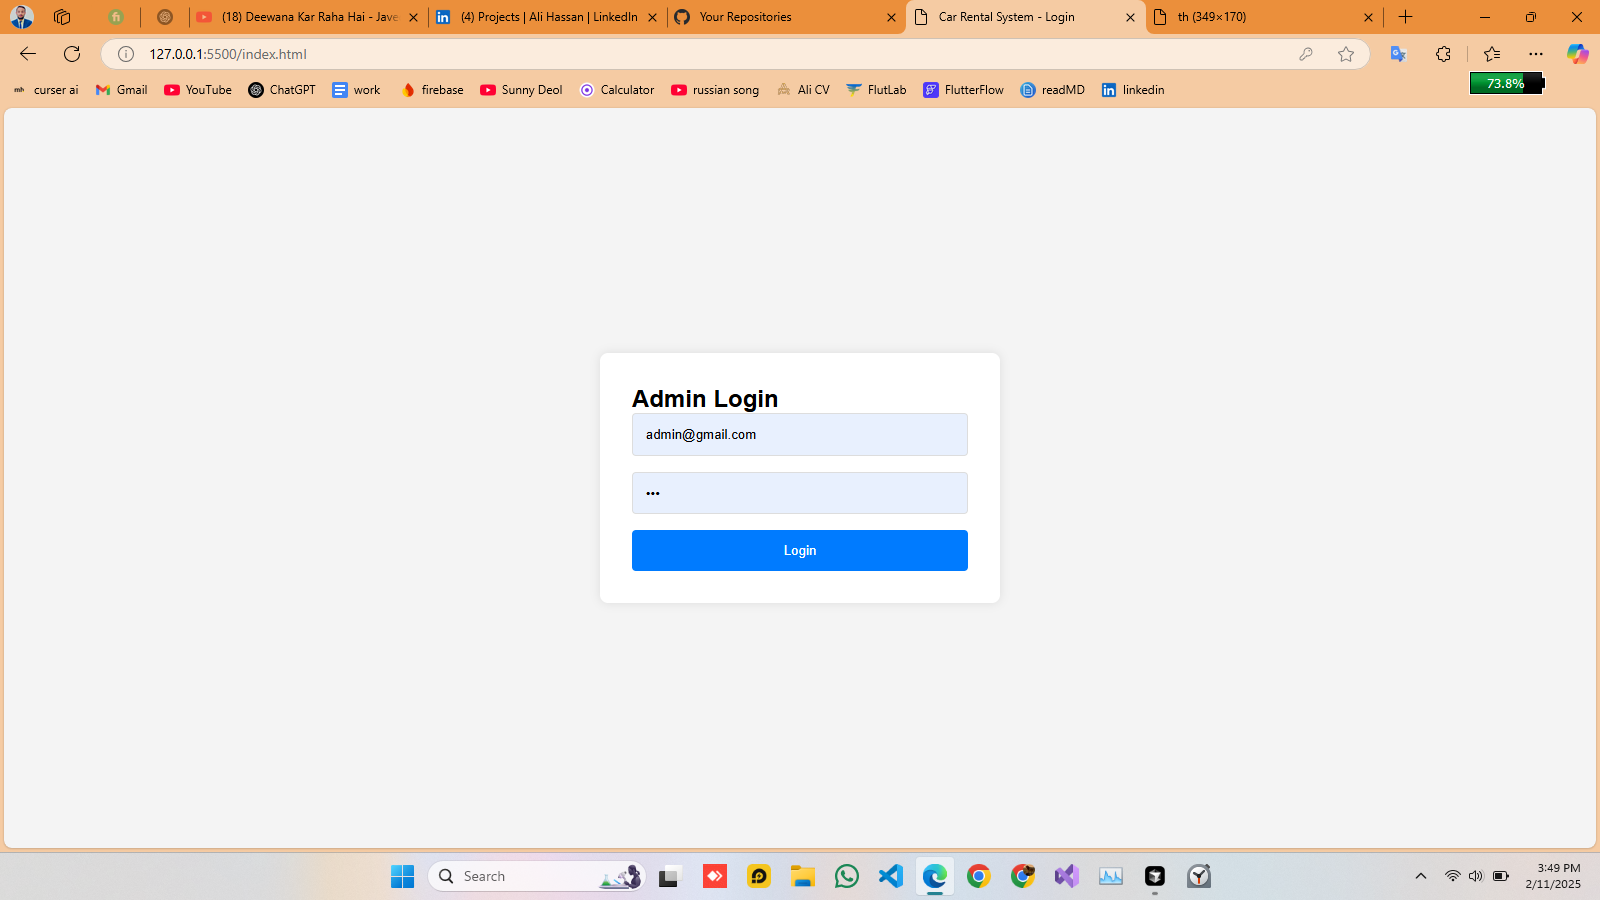 (18) Deewana Kar Raha Hai - Jave
(4) Projects | Ali Hassan | LinkedIn
Your Repositories
Car Rental System - Login
th (349×170)
127.0.0.1:5500/index.html
curser ai
Gmail
YouTube
ChatGPT
work
firebase
Sunny Deol
Calculator
russian song
Ali CV
FlutLab
FlutterFlow
readMD
linkedin
73.8%
Admin Login
admin@gmail.com
•••
Login
Search
3:49 PM
2/11/2025